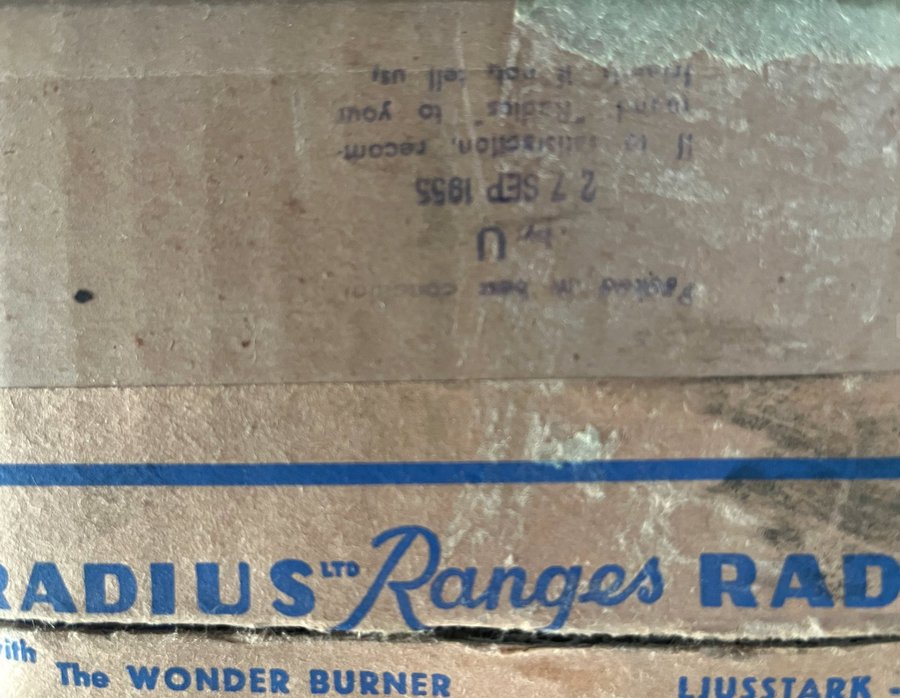 Packed in best condition
by U
27 SEP 1955
If to satisfaction, recom-
"Radius" to your
friends if not, tell us!
RADIUS LTD Ranges RAD
with
The WONDER BURNER
LJUSSTARK -